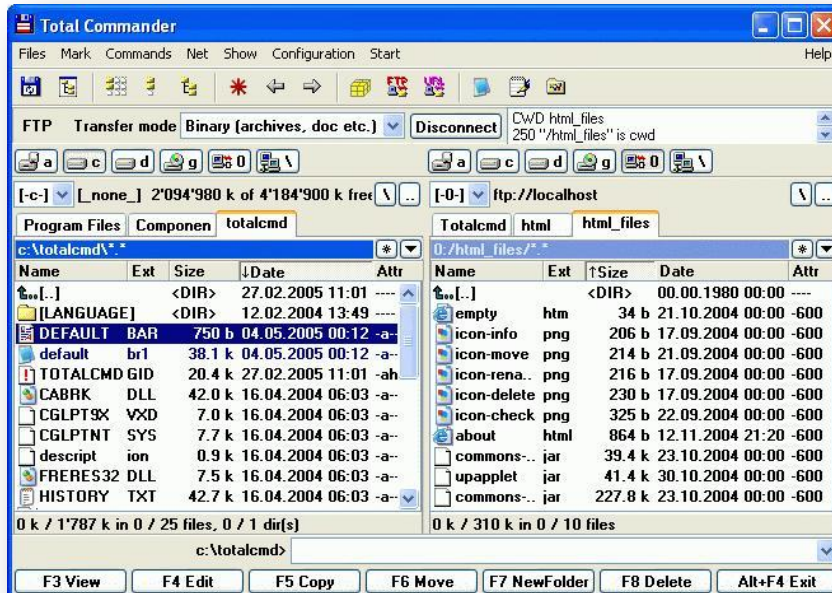 Total Commander
Files Mark Commands Net Show Configuration Start Help
FTP Transfer mode Binary (archives, doc etc.) Disconnect
CWD html_files
250 "/html_files" is cwd
a c d g 0 \ a c d g 0 \
[-c-] [_none_] 2'094'980 k of 4'184'900 k free \ .. [-0-] ftp://localhost \ ..
Program Files Componen totalcmd Totalcmd html html_files
c:\totalcmd\*.* * 0:/html_files/*.* *
Name Ext Size ↓Date Attr
[..] <DIR> 27.02.2005 11:01 ----
[LANGUAGE] <DIR> 12.02.2004 13:49 ----
DEFAULT BAR 750 b 04.05.2005 00:12 -a--
default br1 38.1 k 04.05.2005 00:12 -a--
TOTALCMD GID 20.4 k 27.02.2005 11:01 -ah
CABRK DLL 42.0 k 16.04.2004 06:03 -a--
CGLPT9X VXD 7.0 k 16.04.2004 06:03 -a--
CGLPTNT SYS 7.7 k 16.04.2004 06:03 -a--
descript ion 0.9 k 16.04.2004 06:03 -a--
FRERES32 DLL 7.5 k 16.04.2004 06:03 -a--
HISTORY TXT 42.7 k 16.04.2004 06:03 -a--
0 k / 1'787 k in 0 / 25 files, 0 / 1 dir(s)
Name Ext ↑Size Date Attr
[..] <DIR> 00.00.1980 00:00 ----
empty htm 34 b 21.10.2004 00:00 -600
icon-info png 206 b 17.09.2004 00:00 -600
icon-move png 214 b 21.09.2004 00:00 -600
icon-rena.. png 216 b 17.09.2004 00:00 -600
icon-delete png 230 b 17.09.2004 00:00 -600
icon-check png 325 b 22.09.2004 00:00 -600
about html 864 b 12.11.2004 21:20 -600
commons-.. jar 39.4 k 23.10.2004 00:00 -600
upapplet jar 41.4 k 30.10.2004 00:00 -600
commons-.. jar 227.8 k 23.10.2004 00:00 -600
0 k / 310 k in 0 / 10 files
c:\totalcmd>
F3 View F4 Edit F5 Copy F6 Move F7 NewFolder F8 Delete Alt+F4 Exit